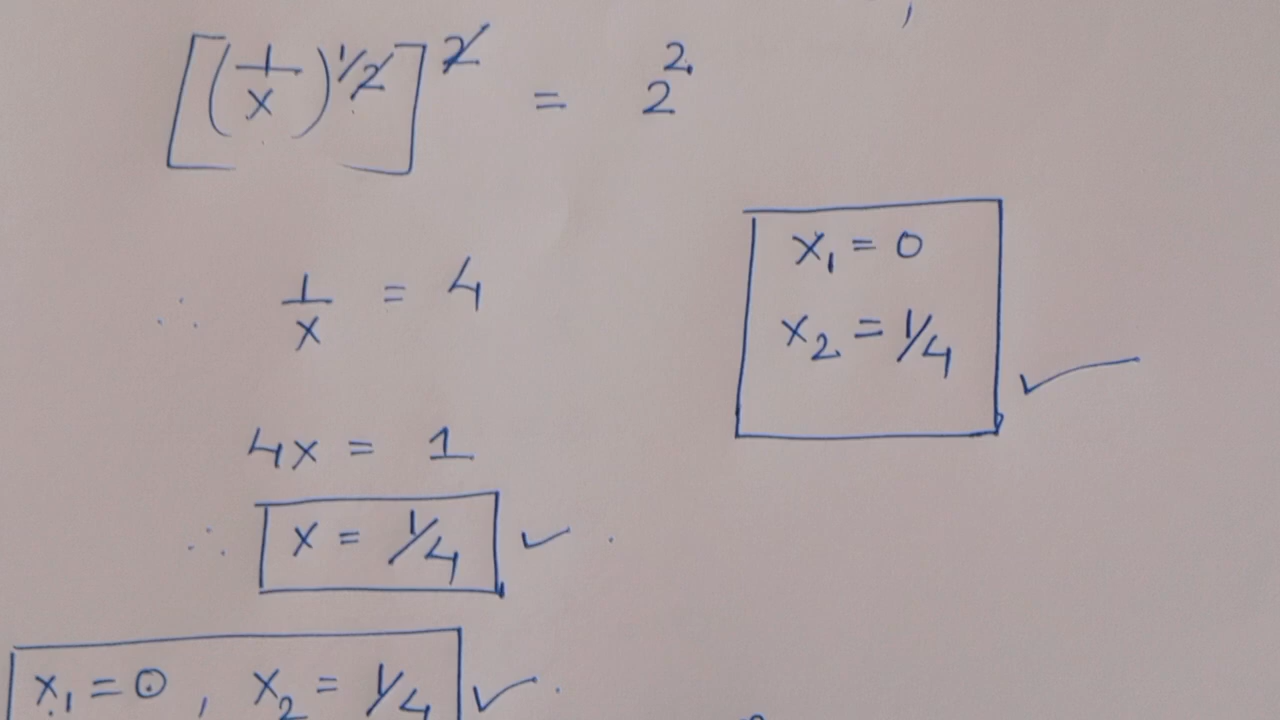 [(1/x)^1/2]^2 = 2^2
∴ 1/x = 4
x₁ = 0
x₂ = 1/4 ✓
4x = 1
∴ x = 1/4 ✓.
x₁ = 0, x₂ = 1/4 ✓.